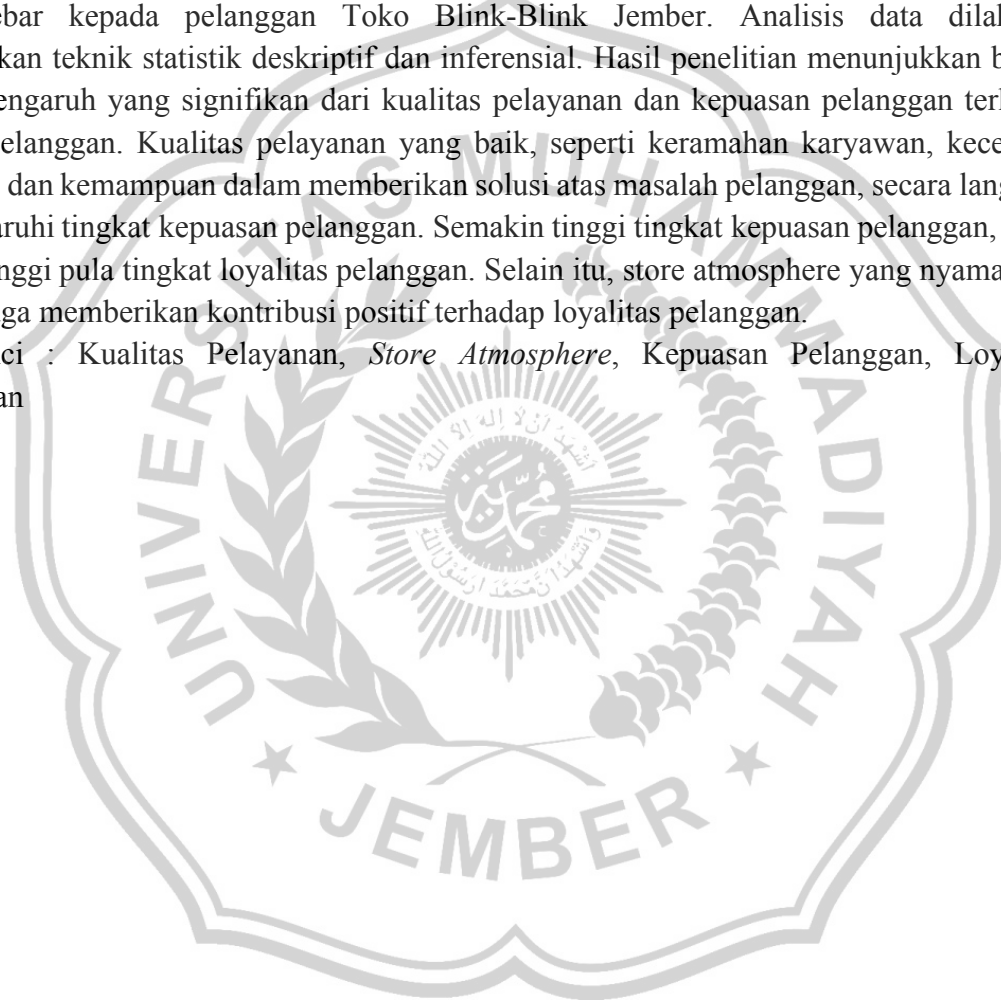 ebar kepada pelanggan Toko Blink-Blink Jember. Analisis data dilal
kan teknik statistik deskriptif dan inferensial. Hasil penelitian menunjukkan b
engaruh yang signifikan dari kualitas pelayanan dan kepuasan pelanggan terl
elanggan. Kualitas pelayanan yang baik, seperti keramahan karyawan, kece
dan kemampuan dalam memberikan solusi atas masalah pelanggan, secara lang
aruhi tingkat kepuasan pelanggan. Semakin tinggi tingkat kepuasan pelanggan,
nggi pula tingkat loyalitas pelanggan. Selain itu, store atmosphere yang nyama
ga memberikan kontribusi positif terhadap loyalitas pelanggan.
ci : Kualitas Pelayanan, Store Atmosphere, Kepuasan Pelanggan, Loy
an
UNIVERSITAS MUHAMMADIYAH
JEMBER